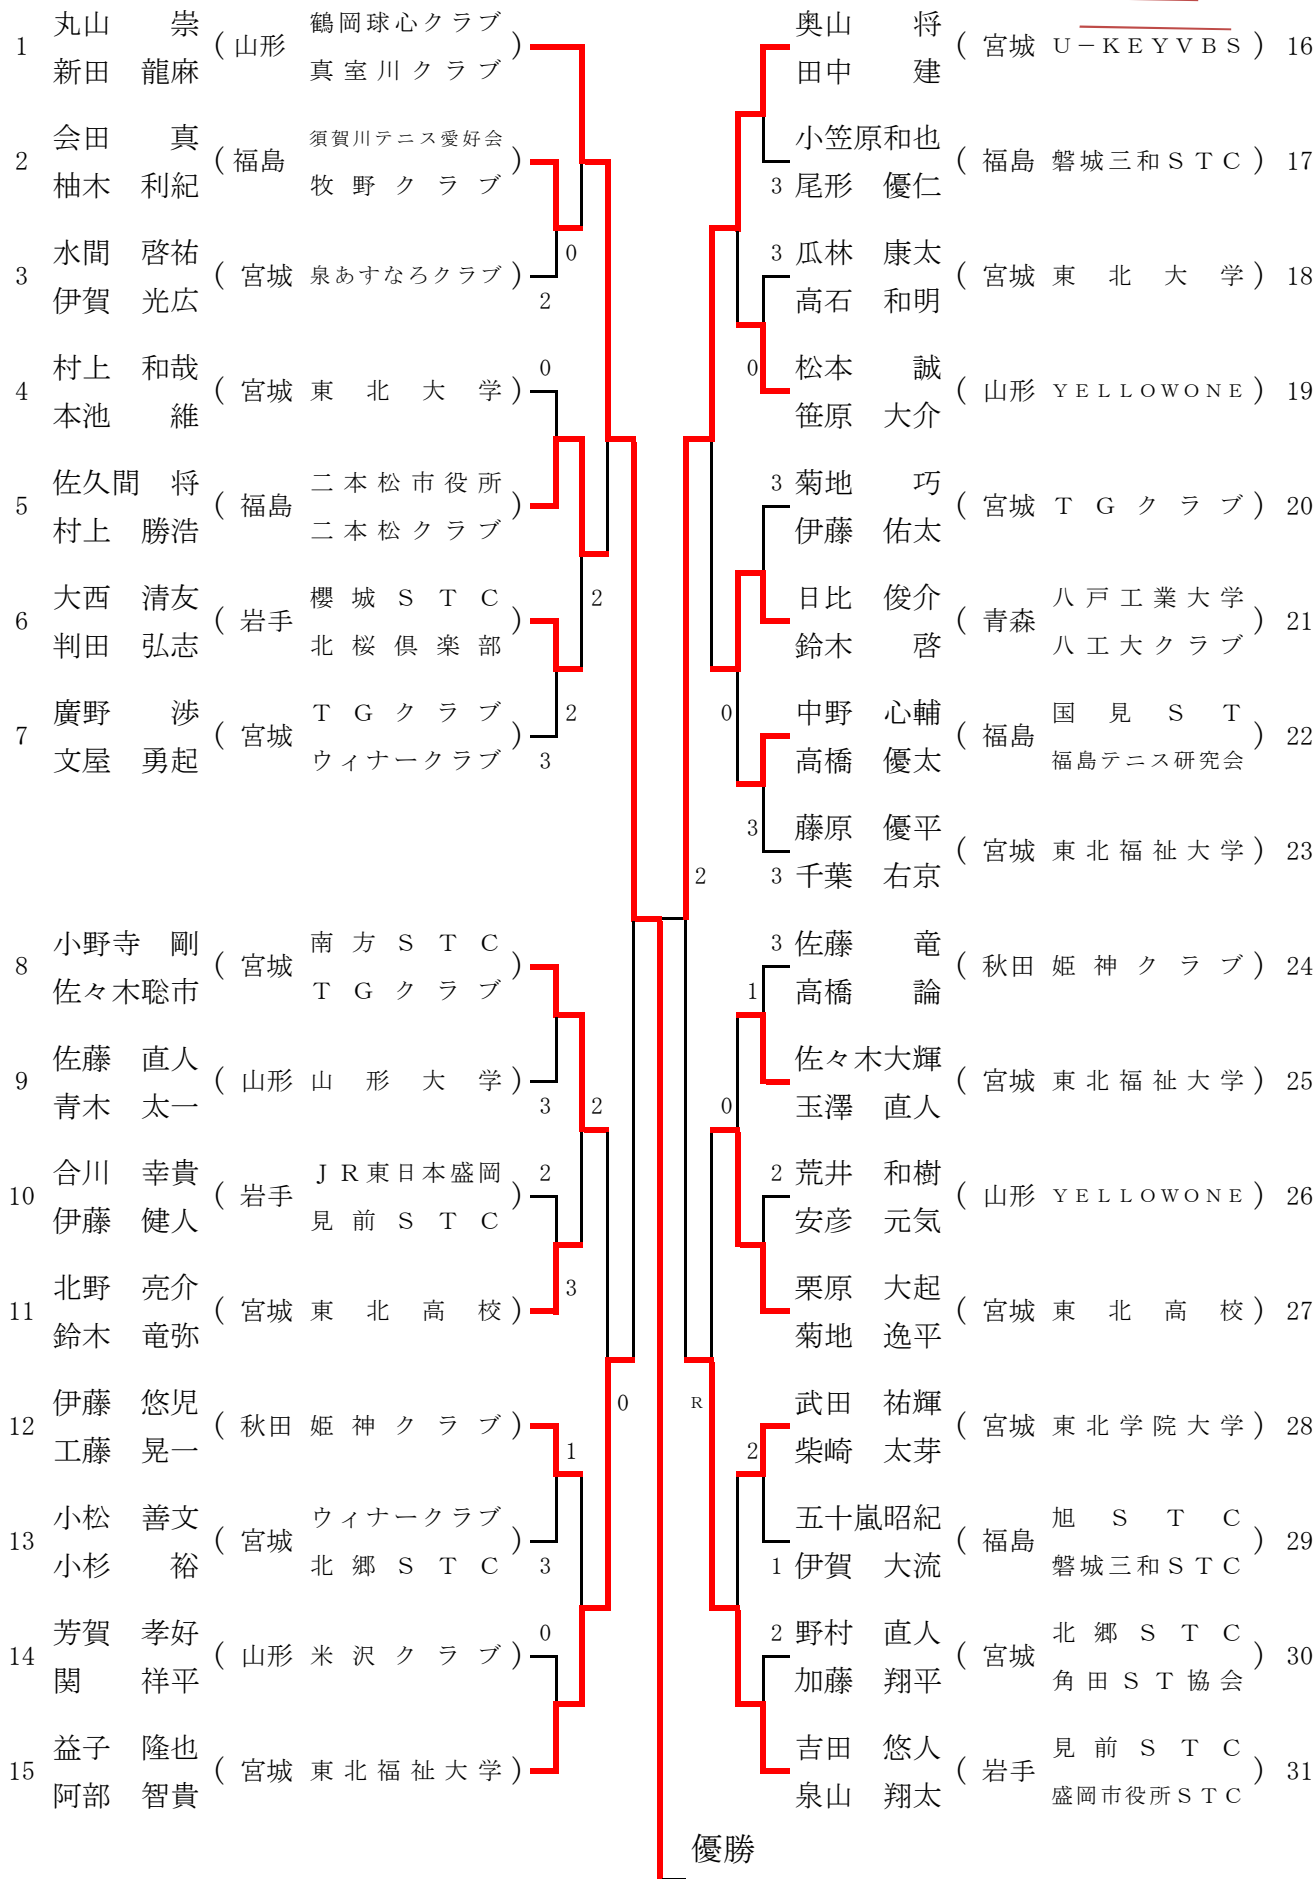 1 丸山 崇 新田 龍麻 ( 山形 鶴岡球心クラブ 真室川クラブ )
2 会田 真 柚木 利紀 ( 福島 須賀川テニス愛好会 牧野クラブ )
0
3 水間 啓祐 伊賀 光広 ( 宮城 泉あすなろクラブ )
2
0
4 村上 和哉 本池 維 ( 宮城 東北大学 )
5 佐久間 将 村上 勝浩 ( 福島 二本松市役所 二本松クラブ )
2
6 大西 清友 判田 弘志 ( 岩手 櫻城STC 北桜倶楽部 )
2
7 廣野 渉 文屋 勇起 ( 宮城 TGクラブ ウィナークラブ )
3
8 小野寺 剛 佐々木聡市 ( 宮城 南方STC TGクラブ )
9 佐藤 直人 青木 太一 ( 山形 山形大学 )
3
2
2
10 合川 幸貴 伊藤 健人 ( 岩手 JR東日本盛岡 見前STC )
3
11 北野 亮介 鈴木 竜弥 ( 宮城 東北高校 )
0
12 伊藤 悠児 工藤 晃一 ( 秋田 姫神クラブ )
1
13 小松 善文 小杉 裕 ( 宮城 ウィナークラブ 北郷STC )
3
0
14 芳賀 孝好 関 祥平 ( 山形 米沢クラブ )
15 益子 隆也 阿部 智貴 ( 宮城 東北福祉大学 )
奥山 将 田中 建 ( 宮城 U-KEYVBS ) 16
小笠原和也 尾形 優仁 ( 福島 磐城三和STC ) 17
3
3
瓜林 康太 高石 和明 ( 宮城 東北大学 ) 18
0
松本 誠 笹原 大介 ( 山形 YELLOWONE ) 19
3
菊地 巧 伊藤 佑太 ( 宮城 TGクラブ ) 20
日比 俊介 鈴木 啓 ( 青森 八戸工業大学 八工大クラブ ) 21
0
中野 心輔 高橋 優太 ( 福島 国見ST 福島テニス研究会 ) 22
3
藤原 優平 千葉 右京 ( 宮城 東北福祉大学 ) 23
3
2
3
佐藤 竜 高橋 論 ( 秋田 姫神クラブ ) 24
1
佐々木大輝 玉澤 直人 ( 宮城 東北福祉大学 ) 25
0
2
荒井 和樹 安彦 元気 ( 山形 YELLOWONE ) 26
栗原 大起 菊地 逸平 ( 宮城 東北高校 ) 27
R
武田 祐輝 柴崎 太芽 ( 宮城 東北学院大学 ) 28
2
五十嵐昭紀 伊賀 大流 ( 福島 旭STC 磐城三和STC ) 29
1
2
野村 直人 加藤 翔平 ( 宮城 北郷STC 角田ST協会 ) 30
吉田 悠人 泉山 翔太 ( 岩手 見前STC 盛岡市役所STC ) 31
優勝